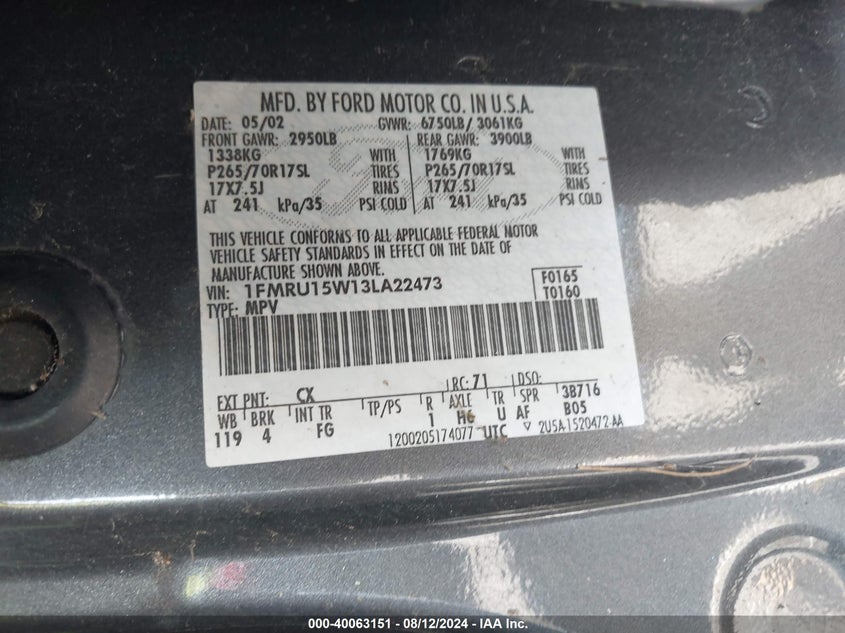 MFD. BY FORD MOTOR CO. IN U.S.A.
DATE: 05/02 GVWR: 6750LB/ 3061KG
FRONT GAWR: 2950LB REAR GAWR: 3900LB
1338KG WITH 1769KG WITH
P265/70R17SL TIRES P265/70R17SL TIRES
17X7.5J RIMS 17X7.5J RIMS
AT 241 kPa/35 PSI COLD AT 241 kPa/35 PSI COLD
THIS VEHICLE CONFORMS TO ALL APPLICABLE FEDERAL MOTOR
VEHICLE SAFETY STANDARDS IN EFFECT ON THE DATE OF
MANUFACTURE SHOWN ABOVE.
VIN: 1FMRU15W13LA22473 F0165
TYPE: MPV T0160
EXT PNT: CX RC: 71 DSO:
WB BRK INT TR TP/PS R AXLE TR SPR 3B716
119 4 FG 1 H6 U AF B05
1200205174077 UTC ▽ 2U5A-1520472-AA
000-40063151 - 08/12/2024 - IAA Inc.